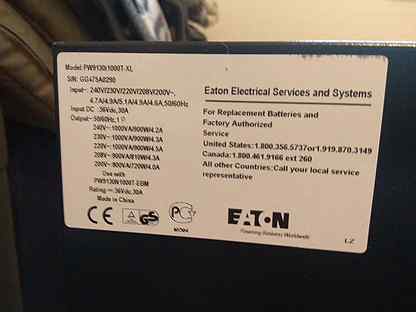 Model: PW9130i1000T-XL
S/N: GG475A0290
Input~: 240V/230V/220V/208V/200V~,
4.7A/4.9A/5.1A/4.9A/4.6A,50/60Hz
Input DC :⎓36Vdc,30A
Output~:50/60Hz,1
240V~:1000VA/900W/4.2A
230V~:1000VA/900W/4.3A
220V~:1000VA/900W/4.5A
208V~:900VA/810W/4.3A
200V~:800VA/720W/4.0A
Use with
PW9130N1000T-EBM
Rating ⎓:36Vdc,30A
Made in China
Eaton Electrical Services and Systems
For Replacement Batteries and
Factory Authorized
Service
United States:1.800.356.5737or1.919.870.3149
Canada:1.800.461.9166 ext 260
All other Countries:Call your local service
representative
CE GS PC
EATON
Powering Business Worldwide
LZ